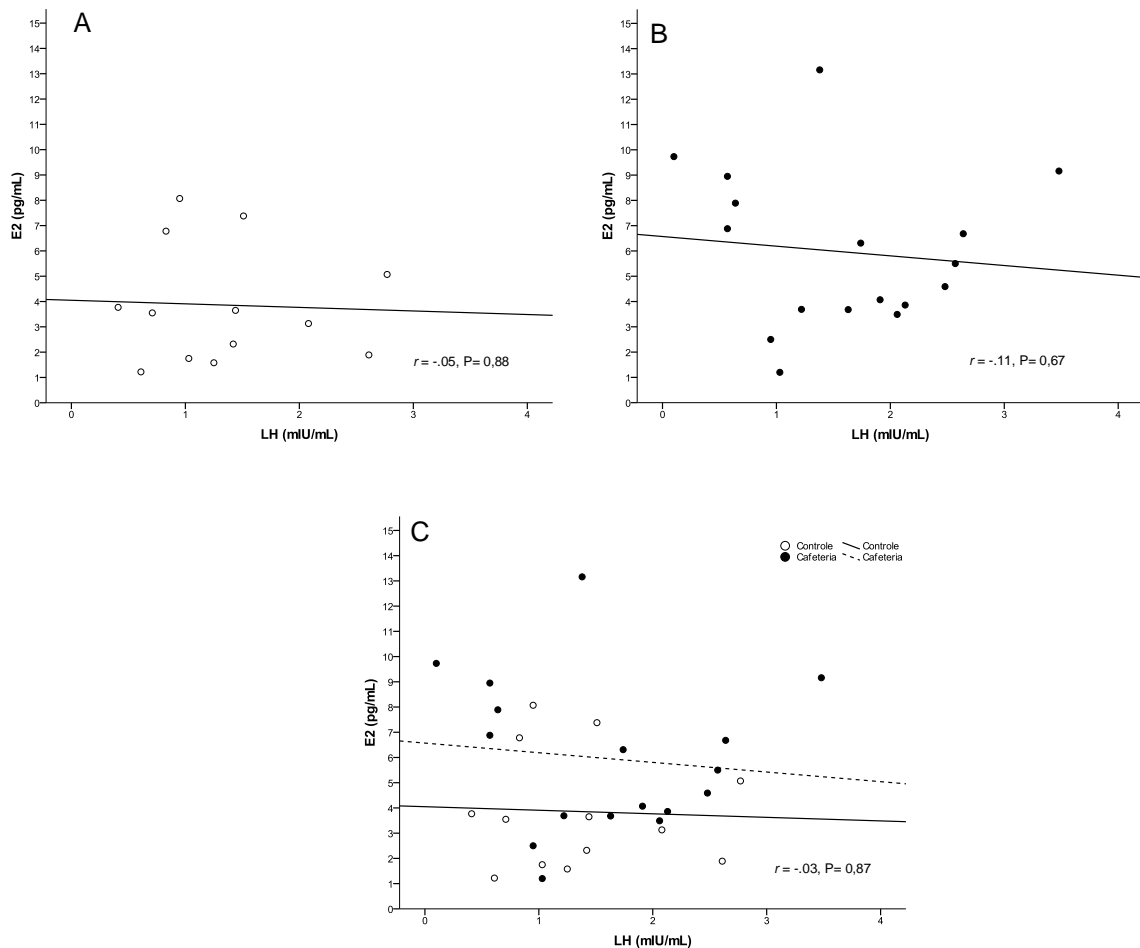 A
15
14
13
12
11
10
9
8
7
6
5
4
3
2
1
0
E2 (pg/mL)
r = -.05, P= 0,88
0 1 2 3 4
LH (mIU/mL)
B
15
14
13
12
11
10
9
8
7
6
5
4
3
2
1
0
E2 (pg/mL)
r = -.11, P= 0,67
0 1 2 3 4
LH (mIU/mL)
C
15
14
13
12
11
10
9
8
7
6
5
4
3
2
1
0
E2 (pg/mL)
Controle Controle
Cafeteria Cafeteria
r = -.03, P= 0,87
0 1 2 3 4
LH (mIU/mL)